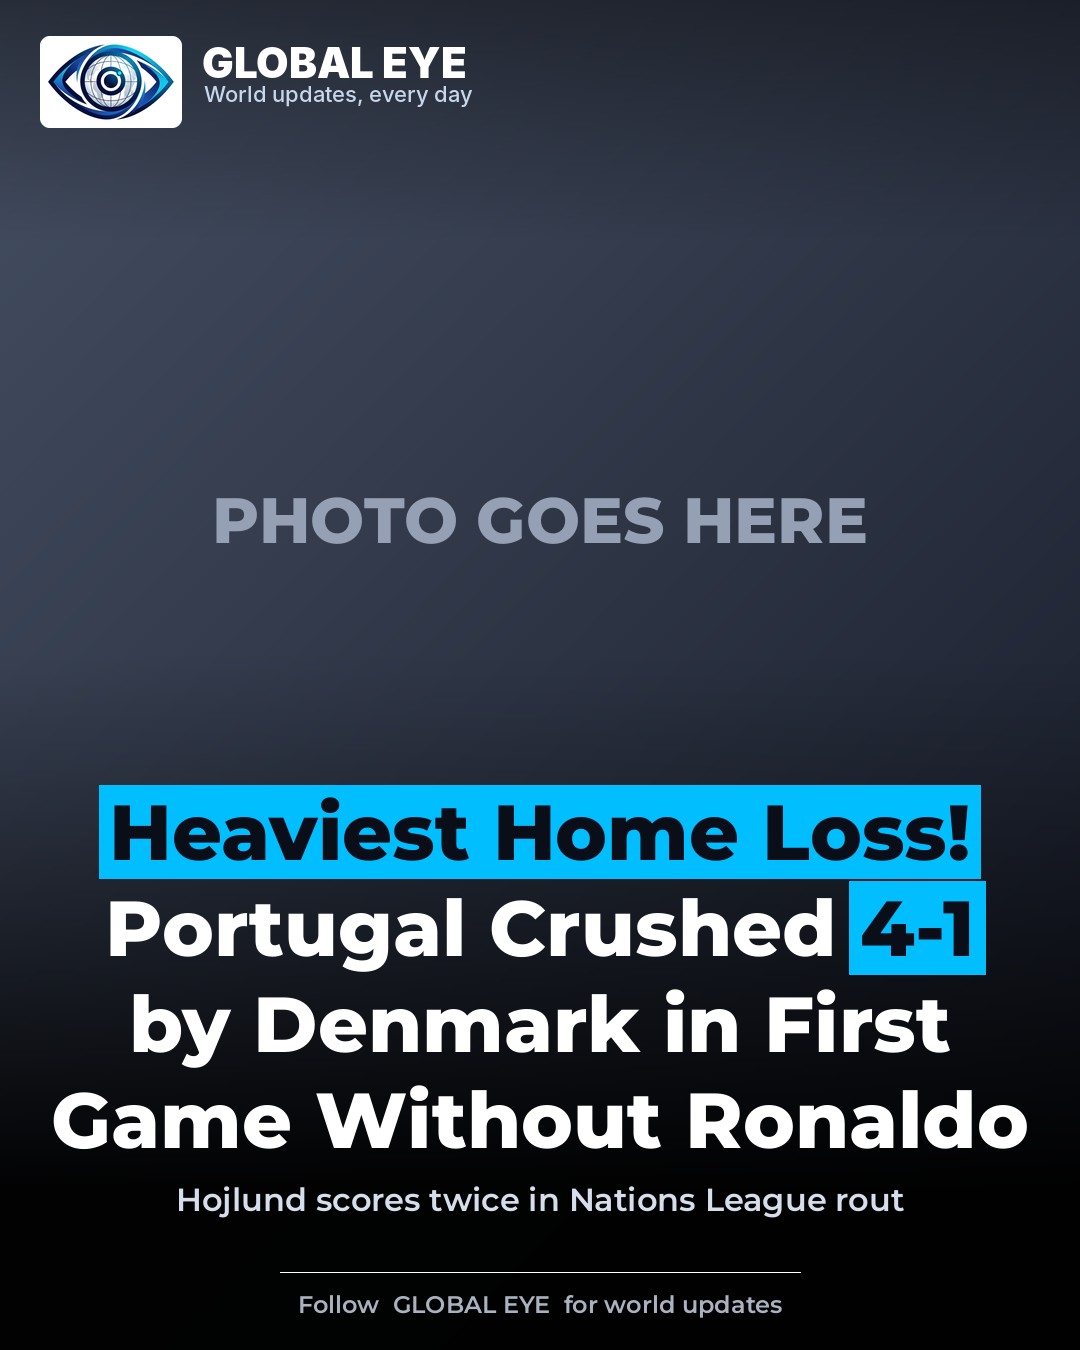 GLOBAL EYE
World updates, every day
PHOTO GOES HERE
Heaviest Home Loss!
Portugal Crushed 4-1
by Denmark in First
Game Without Ronaldo
Hojlund scores twice in Nations League rout
Follow GLOBAL EYE for world updates